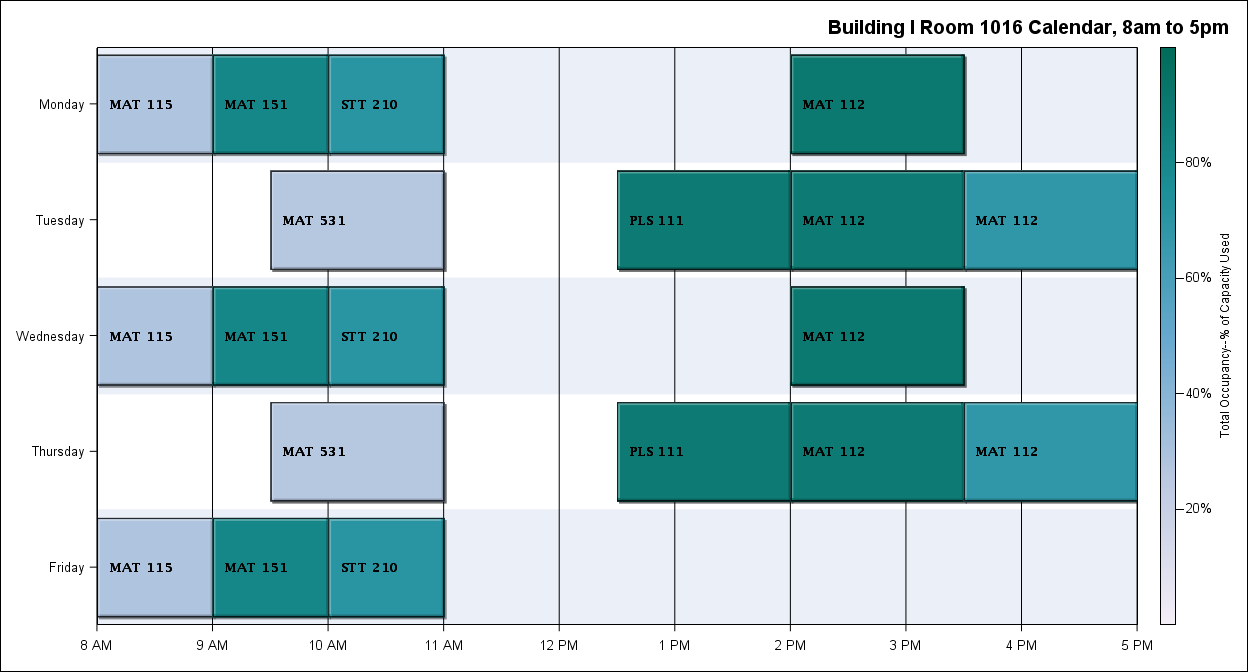 Building I Room 1016 Calendar, 8am to 5pm
Monday
MAT 115
MAT 151
STT 210
MAT 112
Tuesday
MAT 531
PLS 111
MAT 112
MAT 112
Wednesday
MAT 115
MAT 151
STT 210
MAT 112
Thursday
MAT 531
PLS 111
MAT 112
MAT 112
Friday
MAT 115
MAT 151
STT 210
8 AM
9 AM
10 AM
11 AM
12 PM
1 PM
2 PM
3 PM
4 PM
5 PM
80%
60%
40%
20%
Total Occupancy--% of Capacity Used